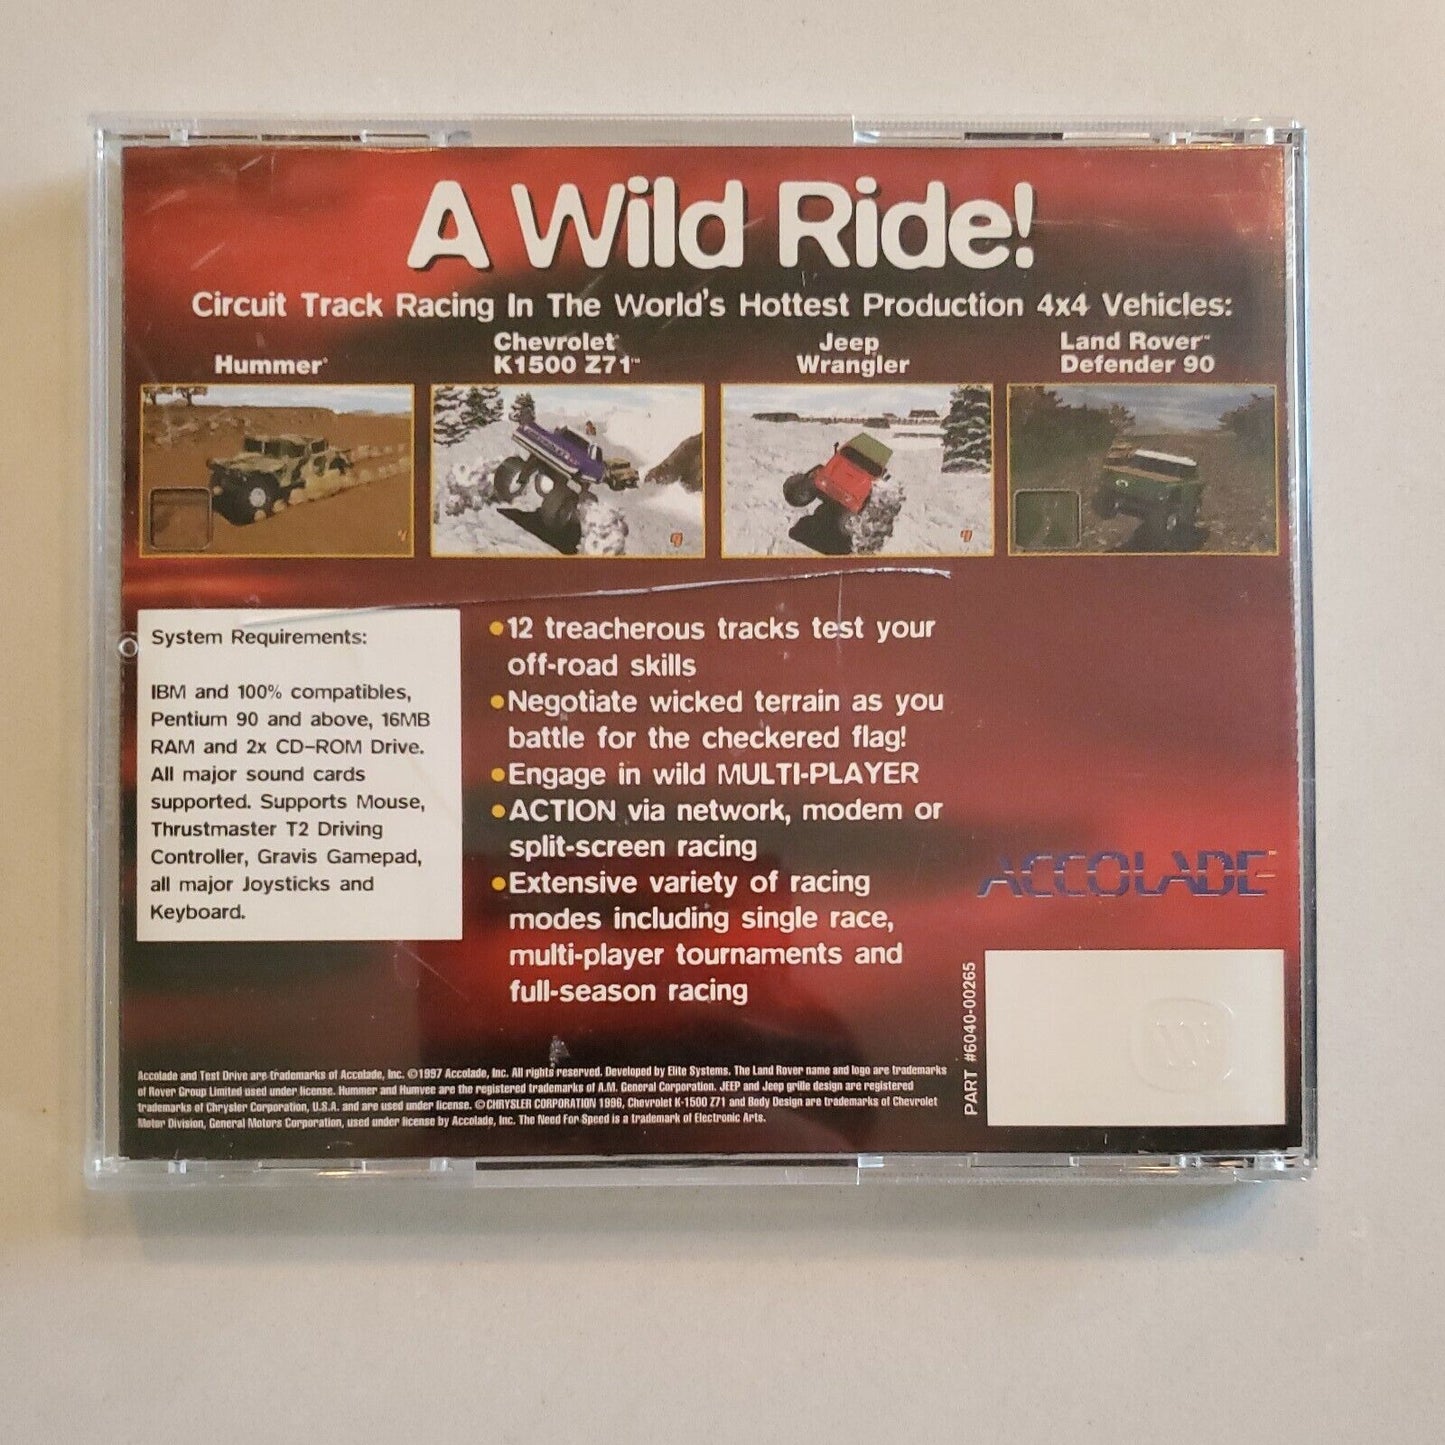 A Wild Ride!
Circuit Track Racing In The World's Hottest Production 4x4 Vehicles:
Hummer®
Chevrolet®
K1500 Z71™
Jeep
Wrangler
Land Rover™
Defender 90
System Requirements:
IBM and 100% compatibles,
Pentium 90 and above, 16MB
RAM and 2x CD-ROM Drive.
All major sound cards
supported. Supports Mouse,
Thrustmaster T2 Driving
Controller, Gravis Gamepad,
all major Joysticks and
Keyboard.
•12 treacherous tracks test your
off-road skills
•Negotiate wicked terrain as you
battle for the checkered flag!
•Engage in wild MULTI-PLAYER
•ACTION via network, modem or
split-screen racing
•Extensive variety of racing
modes including single race,
multi-player tournaments and
full-season racing
ACCOLADE™
PART #6040-00265
Accolade and Test Drive are trademarks of Accolade, Inc. ©1997 Accolade, Inc. All rights reserved. Developed by Elite Systems. The Land Rover name and logo are trademarks
of Rover Group Limited used under license. Hummer and Humvee are the registered trademarks of A.M. General Corporation. JEEP and Jeep grille design are registered
trademarks of Chrysler Corporation, U.S.A. and are used under license. ©CHRYSLER CORPORATION 1996, Chevrolet K-1500 Z71 and Body Design are trademarks of Chevrolet
Motor Division, General Motors Corporation, used under license by Accolade, Inc. The Need For Speed is a trademark of Electronic Arts.